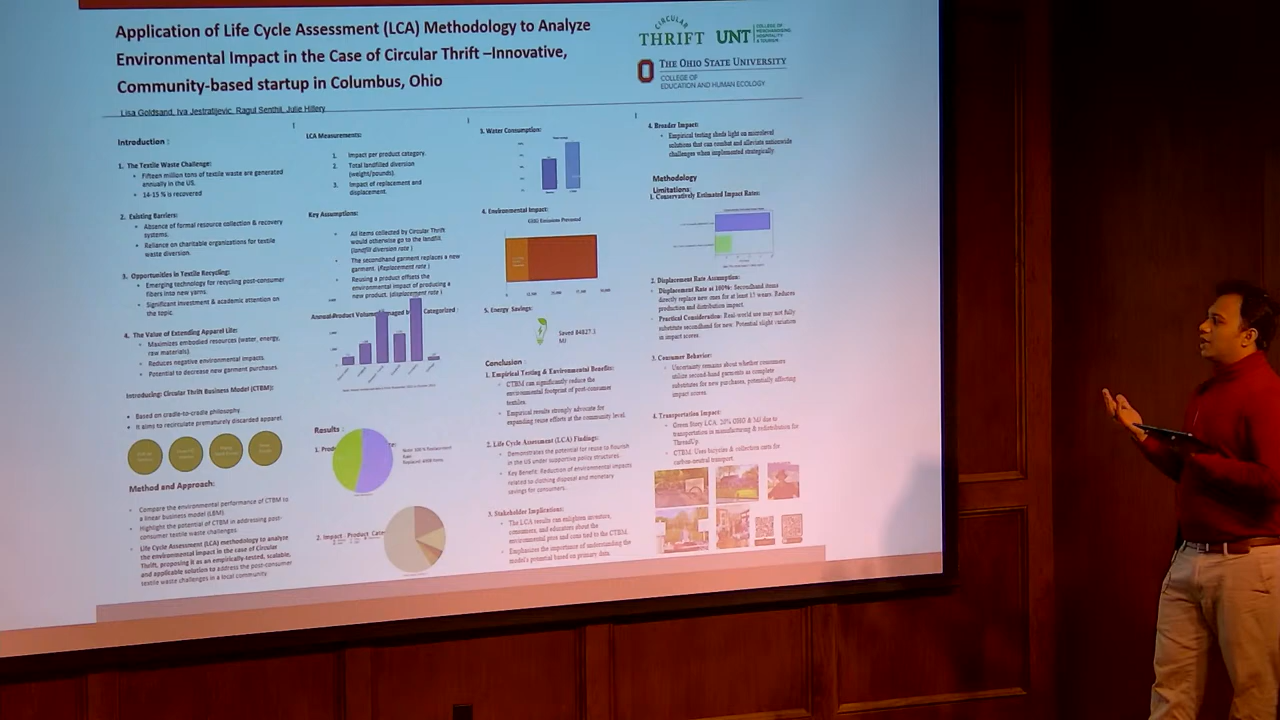 Application of Life Cycle Assessment (LCA) Methodology to Analyze
Environmental Impact in the Case of Circular Thrift –Innovative,
Community-based startup in Columbus, Ohio
Lisa Goldsand, Iva Jestratijevic, Ragul Senthil, Julie Hillery
CIRCULAR
THRIFT
UNT
COLLEGE OF
MERCHANDISING,
HOSPITALITY
& TOURISM
THE OHIO STATE UNIVERSITY
COLLEGE OF
EDUCATION AND HUMAN ECOLOGY
Introduction :
1. The Textile Waste Challenge:
• Fifteen million tons of textile waste are generated
annually in the US.
• 14-15 % is recovered
2. Existing Barriers:
• Absence of formal resource collection & recovery
systems.
• Reliance on charitable organizations for textile
waste diversion.
3. Opportunities in Textile Recycling:
• Emerging technology for recycling post-consumer
fibers into new yarns.
• Significant investment & academic attention on
the topic.
4. The Value of Extending Apparel Life:
• Maximizes embodied resources (water, energy,
raw materials).
• Reduces negative environmental impacts.
• Potential to decrease new garment purchases.
Introducing: Circular Thrift Business Model (CTBM):
• Based on cradle-to-cradle philosophy.
• It aims to recirculate prematurely discarded apparel.
Method and Approach:
• Compare the environmental performance of CTBM to
a linear business model (LBM).
• Highlight the potential of CTBM in addressing post-
consumer textile waste challenges.
• Life Cycle Assessment (LCA) methodology to analyze
the environmental impact in the case of Circular
Thrift, proposing it as an empirically-tested, scalable,
and applicable solution to address the post-consumer
textile waste challenges in a local community.
LCA Measurements:
1. Impact per product category.
2. Total landfilled diversion
(weight/pounds).
3. Impact of replacement and
displacement.
Key Assumptions:
• All items collected by Circular Thrift
would otherwise go to the landfill.
(landfill diversion rate )
• The secondhand garment replaces a new
garment. (Replacement rate )
• Reusing a product offsets the
environmental impact of producing a
new product. (displacement rate )
Annual Product Volume Managed by Categorized :
Results :
1. Prod
2. Impact - Product Cate
3. Water Consumption:
4. Environmental Impact:
GHG Emissions Prevented
5. Energy Savings:
Saved 84827.1
MJ
Conclusion :
1. Empirical Testing & Environmental Benefits:
• CTBM can significantly reduce the
environmental footprint of post-consumer
textiles.
• Empirical results strongly advocate for
expanding reuse efforts at the community level.
2. Life Cycle Assessment (LCA) Findings:
• Demonstrates the potential for reuse to flourish
in the US under supportive policy structures.
• Key Benefit: Reduction of environmental impacts
related to clothing disposal and monetary
savings for consumers.
3. Stakeholder Implications:
• The LCA results can enlighten investors,
consumers, and educators about the
environmental pros and cons tied to the CTBM.
• Emphasizes the importance of understanding the
model's potential based on primary data.
4. Broader Impact:
• Empirical testing sheds light on microlevel
solutions that can combat and alleviate nationwide
challenges when implemented strategically.
Methodology
Limitations:
1. Conservatively Estimated Impact Rates:
2. Displacement Rate Assumption:
• Displacement Rate at 100%: Secondhand items
directly replace new ones for at least 15 wears. Reduces
production and distribution impact.
• Practical Consideration: Real-world use may not fully
substitute secondhand for new. Potential slight variation
in impact scores.
3. Consumer Behavior:
• Uncertainty remains about whether consumers
utilize second-hand garments as complete
substitutes for new purchases, potentially affecting
impact scores.
4. Transportation Impact:
• Green Story LCA: 20% GHG & MJ due to
transportation in manufacturing & redistribution for
ThredUp.
• CTBM: Uses bicycles & collection carts for
carbon-neutral transport.